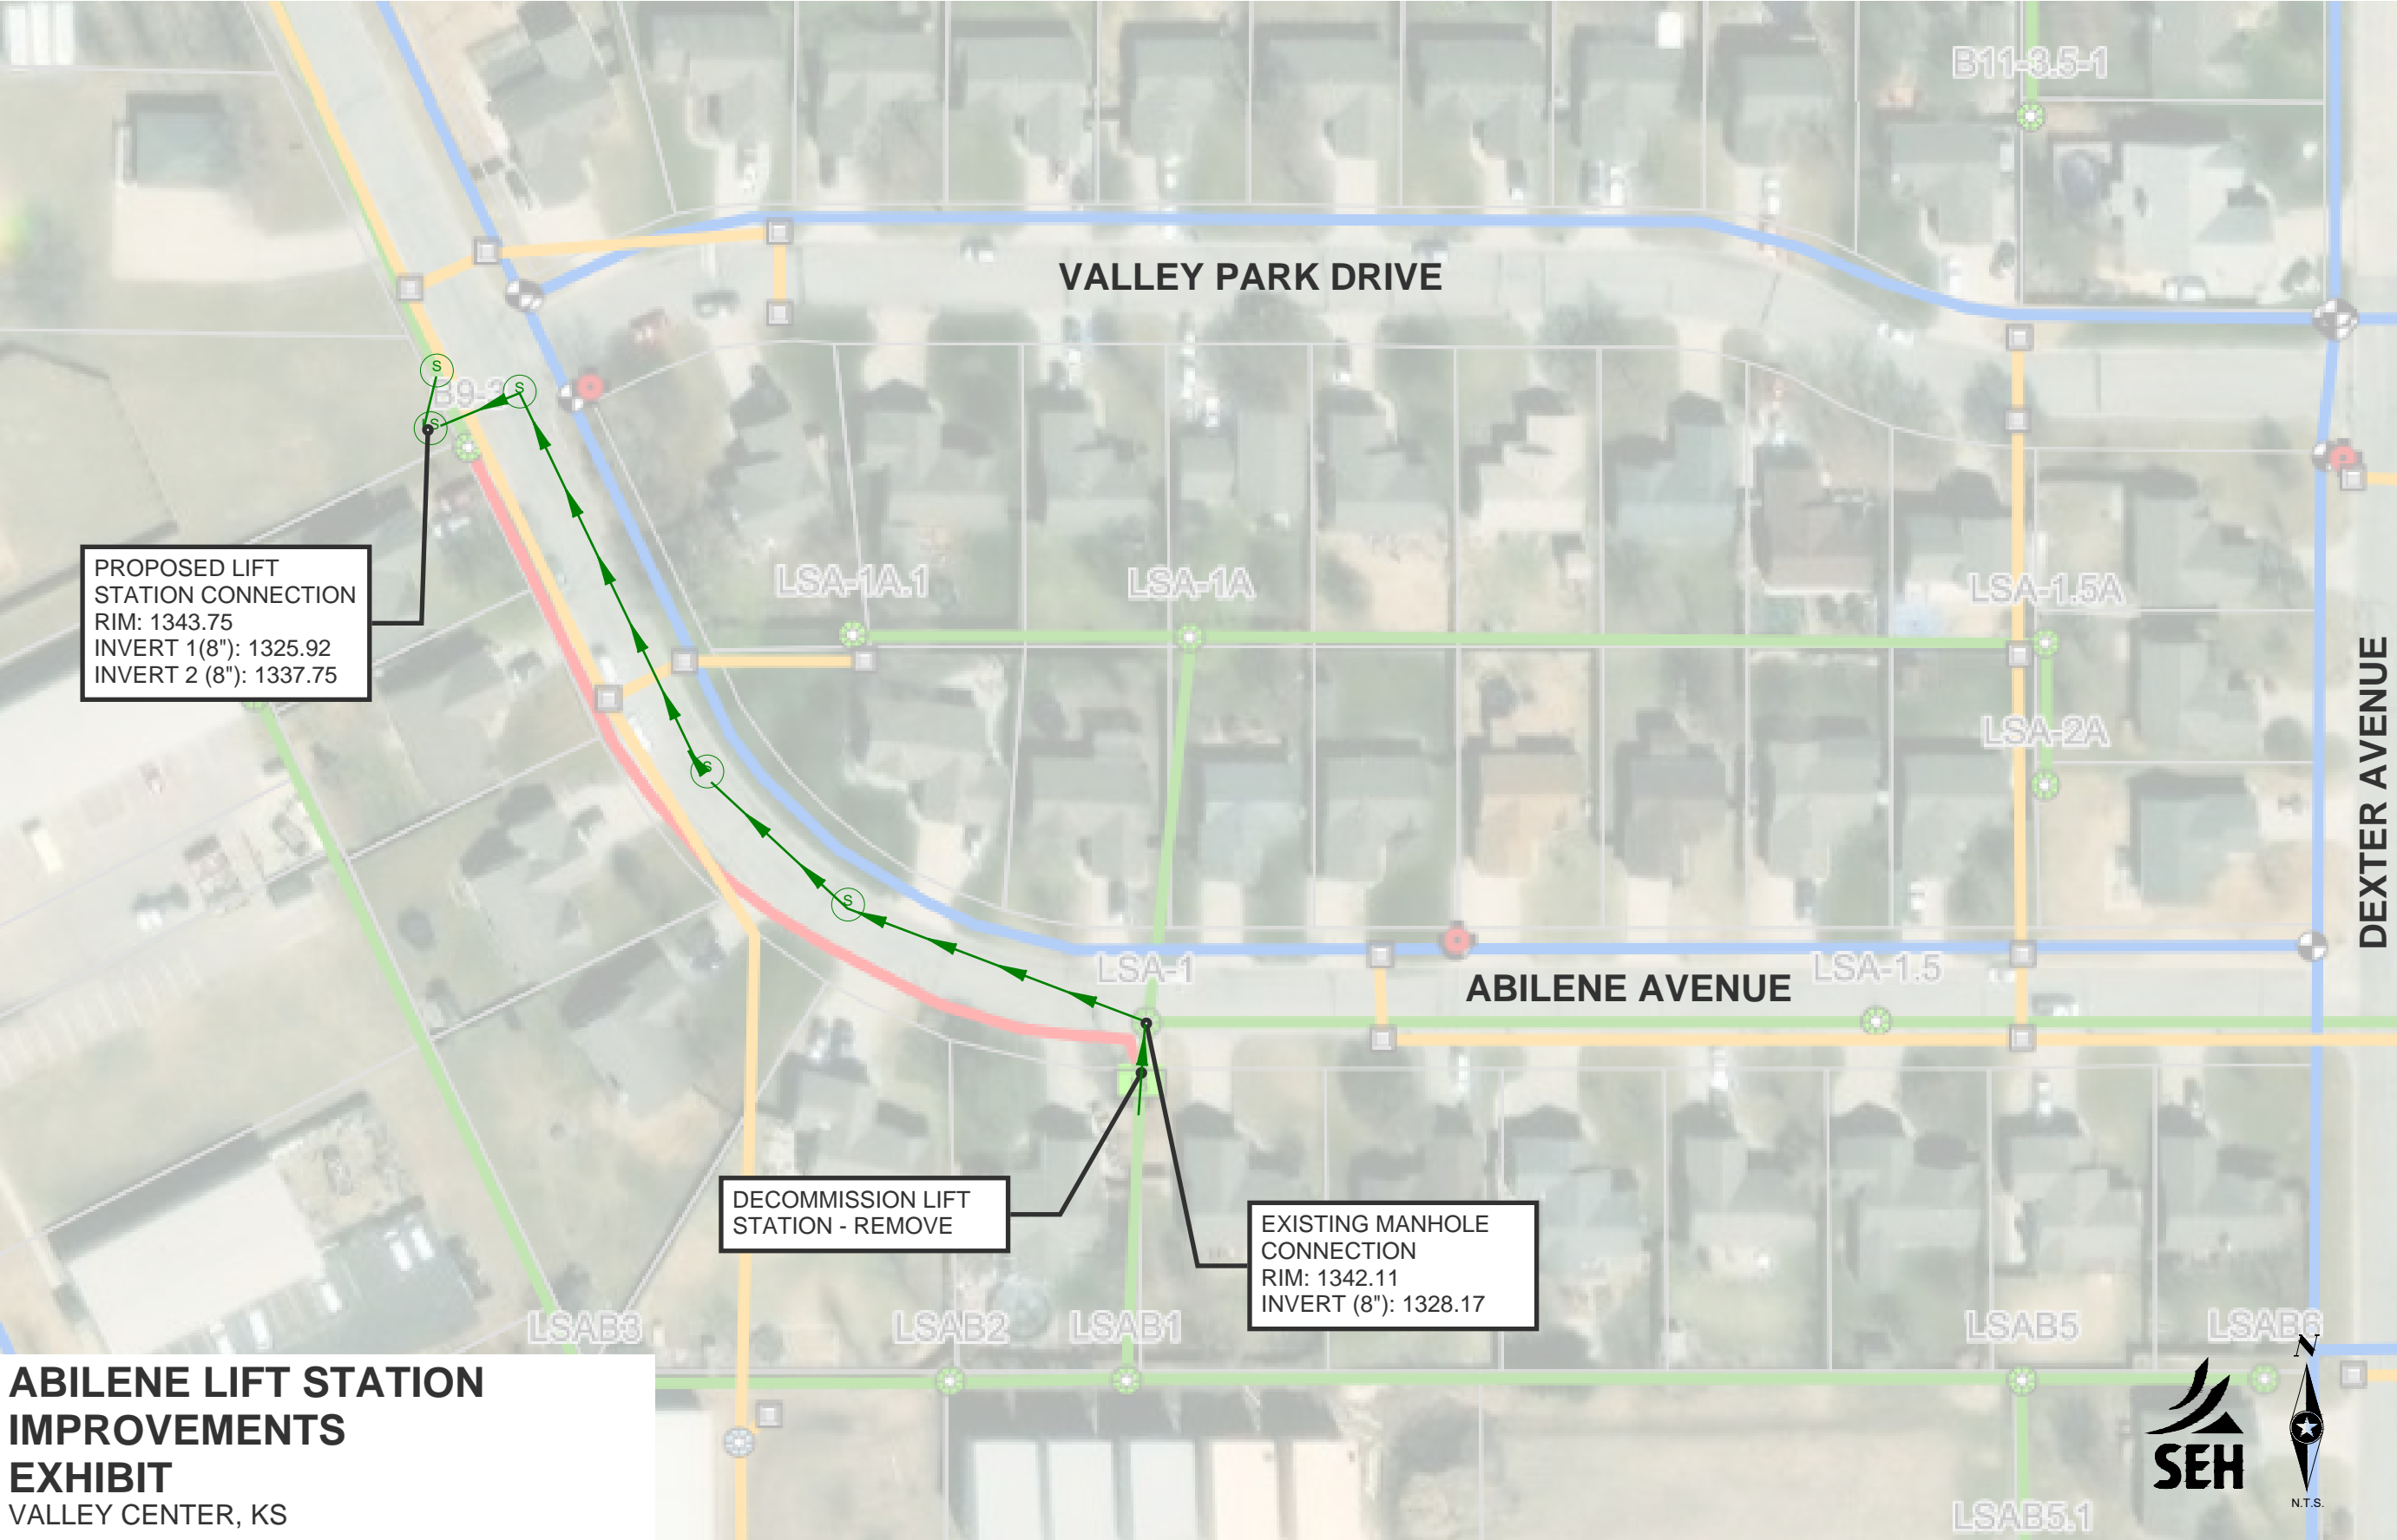 B11-3.5-1
VALLEY PARK DRIVE
S
S
S
PROPOSED LIFT
STATION CONNECTION
RIM: 1343.75
INVERT 1(8"): 1325.92
INVERT 2 (8"): 1337.75
LSA-1A.1
LSA-1A
LSA-1.5A
LSA-2A
DEXTER AVENUE
S
S
LSA-1
ABILENE AVENUE
LSA-1.5
DECOMMISSION LIFT
STATION - REMOVE
EXISTING MANHOLE
CONNECTION
RIM: 1342.11
INVERT (8"): 1328.17
LSAB3
LSAB2
LSAB1
LSAB5
LSAB6
ABILENE LIFT STATION
IMPROVEMENTS
EXHIBIT
VALLEY CENTER, KS
SEH
N
N.T.S.
LSAB5.1